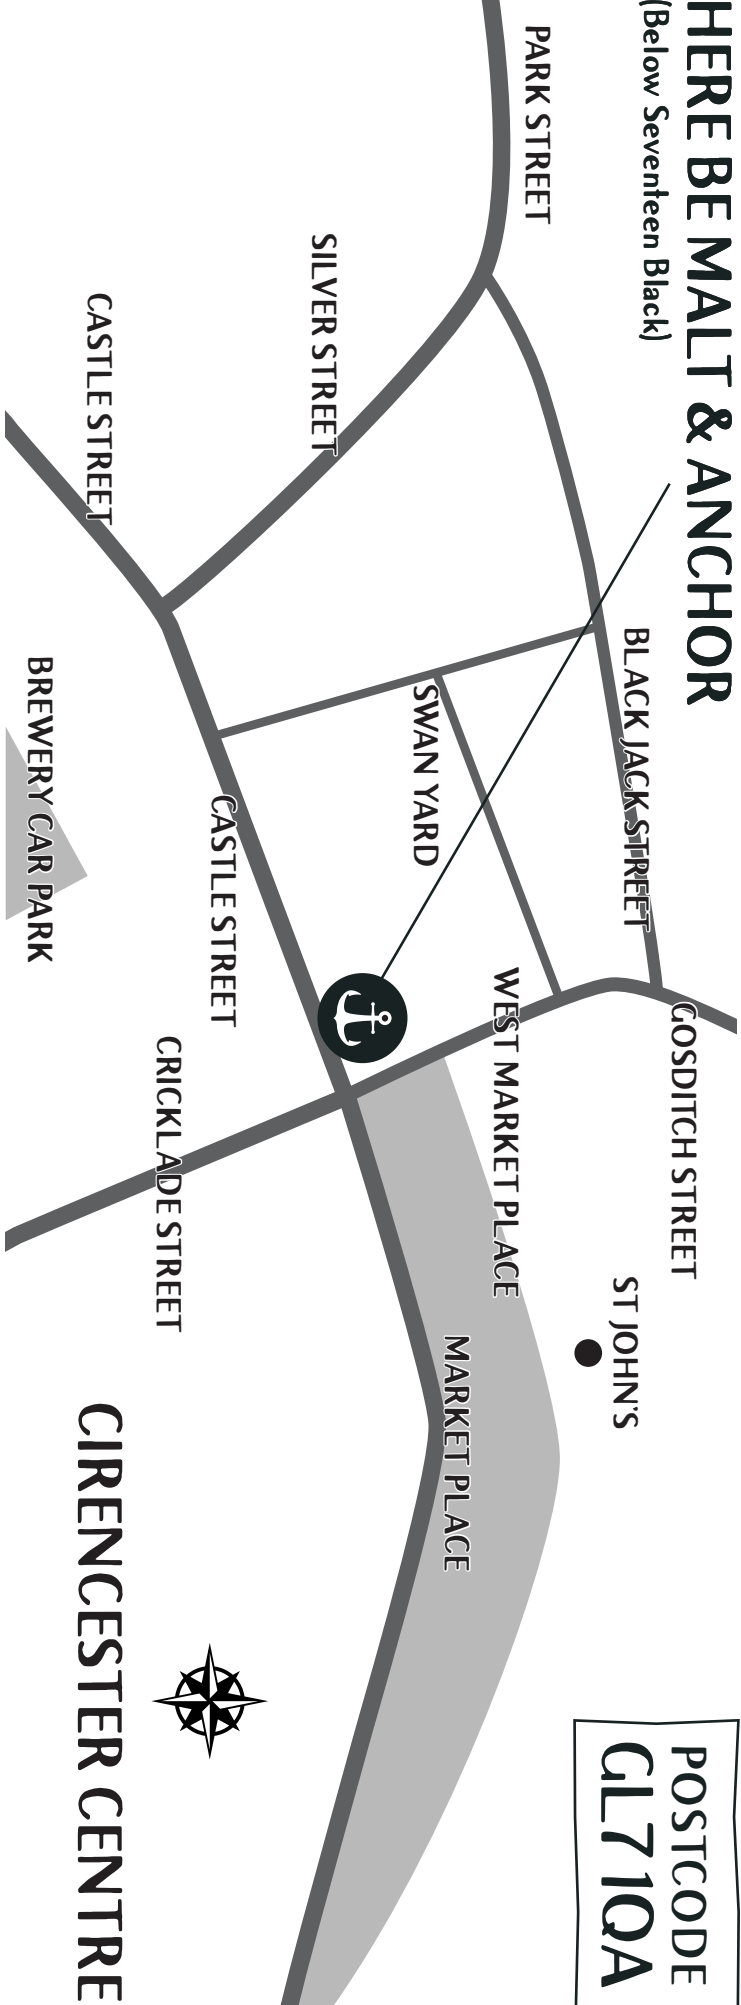 HERE BE MALT & ANCHOR
(Below Seventeen Black)
POSTCODE
GL7 1QA
PARK STREET
BLACK JACK STREET
GOSDITCH STREET
ST JOHN'S
SILVER STREET
SWAN YARD
WEST MARKET PLACE
MARKET PLACE
CASTLE STREET
CASTLE STREET
CRICKLADE STREET
BREWERY CAR PARK
CIRENCESTER CENTRE